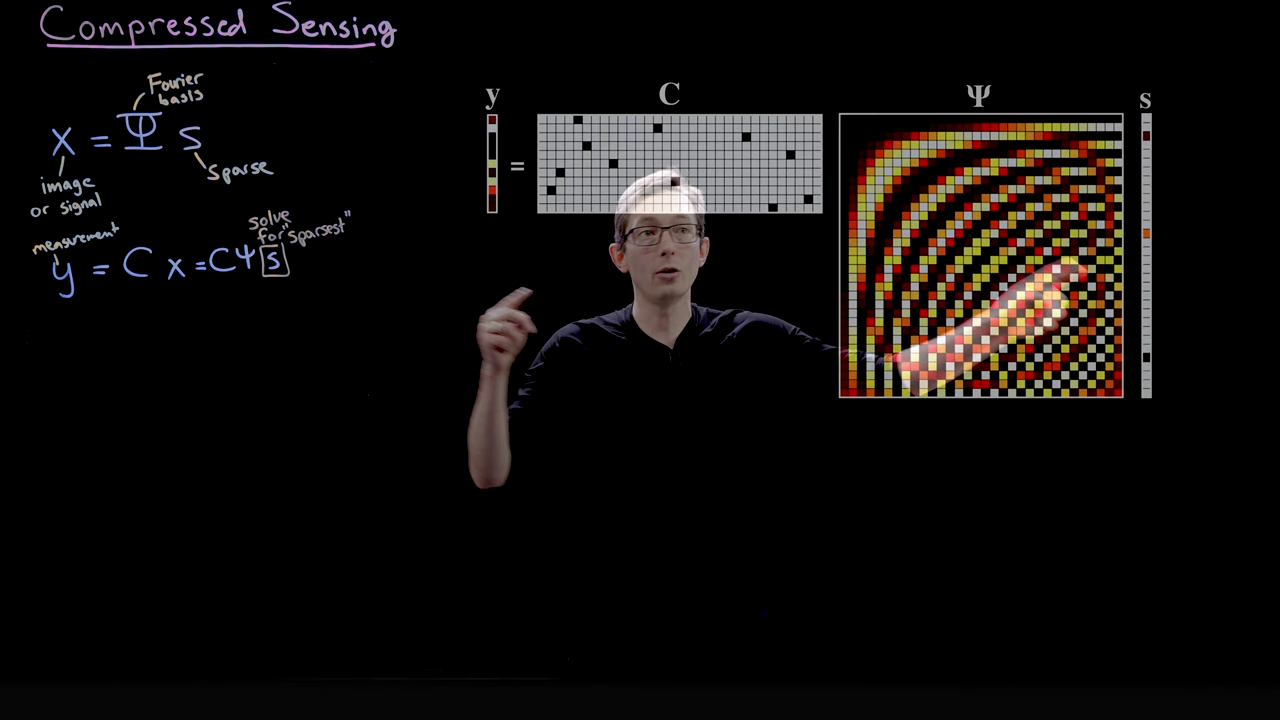 Compressed Sensing
Fourier
basis
x = Ψ s
image
or signal
sparse
measurement
solve
for "sparsest"
y = C x = CΨ s
y
C
Ψ
s
=